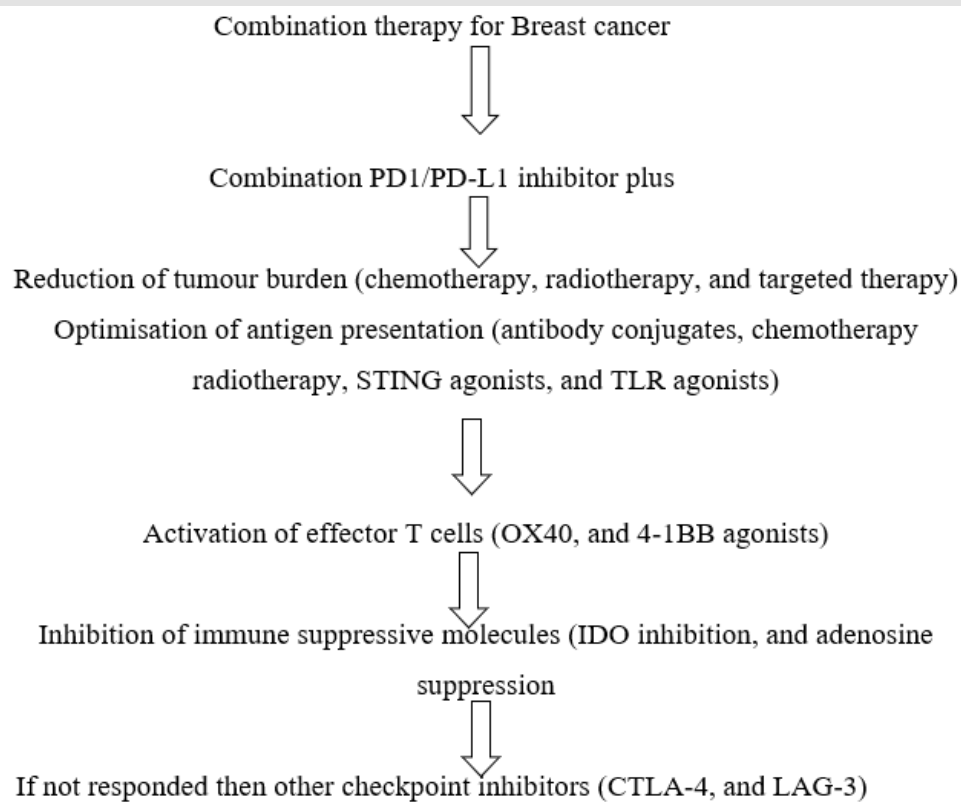 Combination therapy for Breast cancer
Combination PD1/PD-L1 inhibitor plus
Reduction of tumour burden (chemotherapy, radiotherapy, and targeted therapy)
Optimisation of antigen presentation (antibody conjugates, chemotherapy
radiotherapy, STING agonists, and TLR agonists)
Activation of effector T cells (OX40, and 4-1BB agonists)
Inhibition of immune suppressive molecules (IDO inhibition, and adenosine
suppression
If not responded then other checkpoint inhibitors (CTLA-4, and LAG-3)